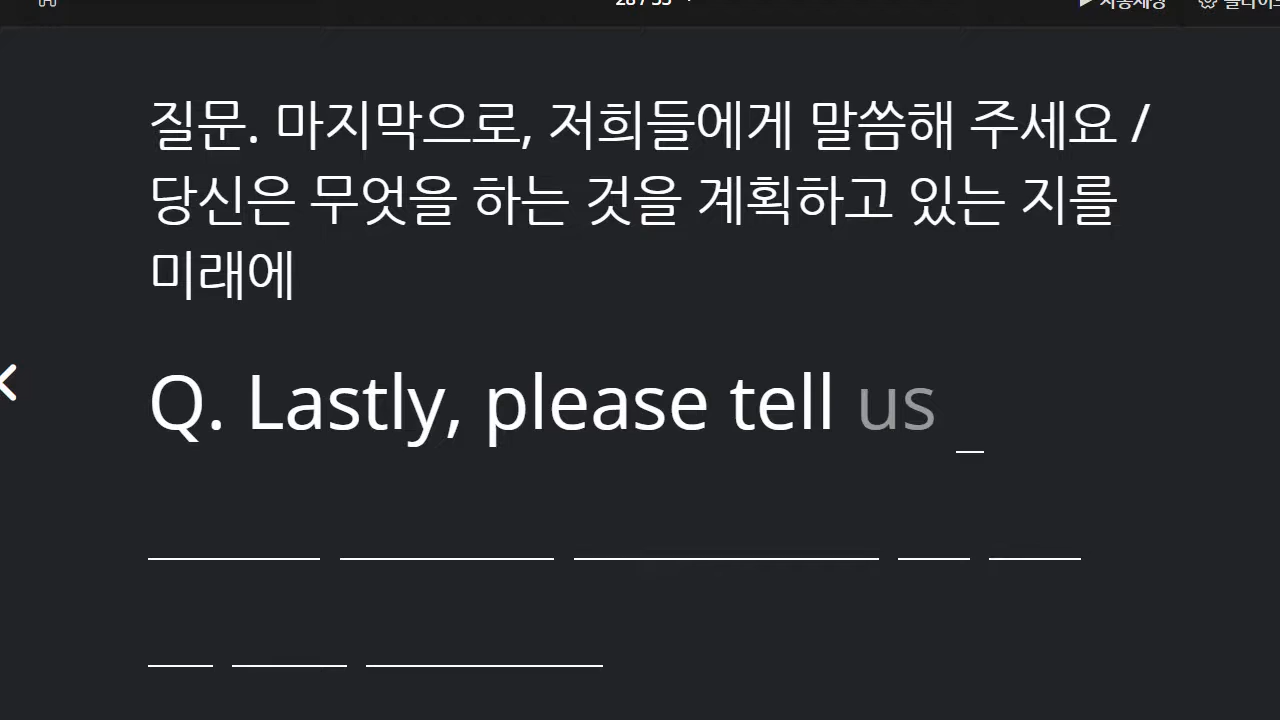 질문. 마지막으로, 저희들에게 말씀해 주세요 /
당신은 무엇을 하는 것을 계획하고 있는 지를
미래에
Q. Lastly, please tell us _